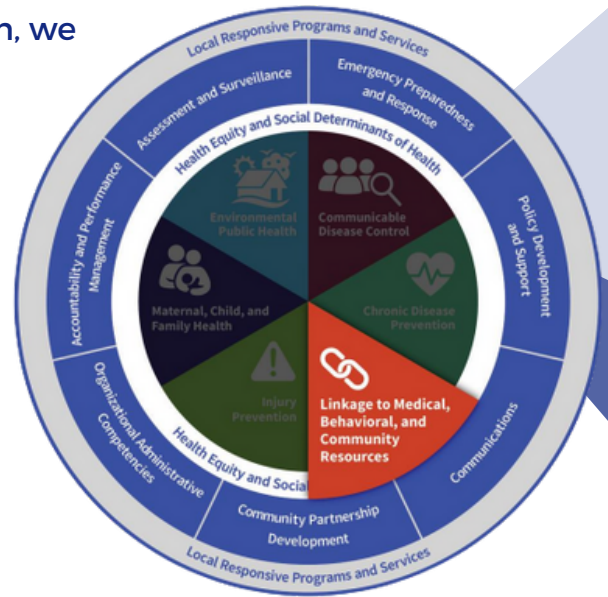 n, we
Local Responsive Programs and Services
Assessment and Surveillance
Emergency Preparedness
and Response
Policy Development
and Support
Communications
Community Partnership
Development
Organizational Administrative
Competencies
Accountability and Performance
Management
Health Equity and Social Determinants of Health
Environmental
Public Health
Communicable
Disease Control
Maternal, Child, and
Family Health
Chronic Disease
Prevention
Injury
Prevention
Linkage to Medical,
Behavioral, and
Community
Resources
Health Equity and Social
Local Responsive Programs and Services